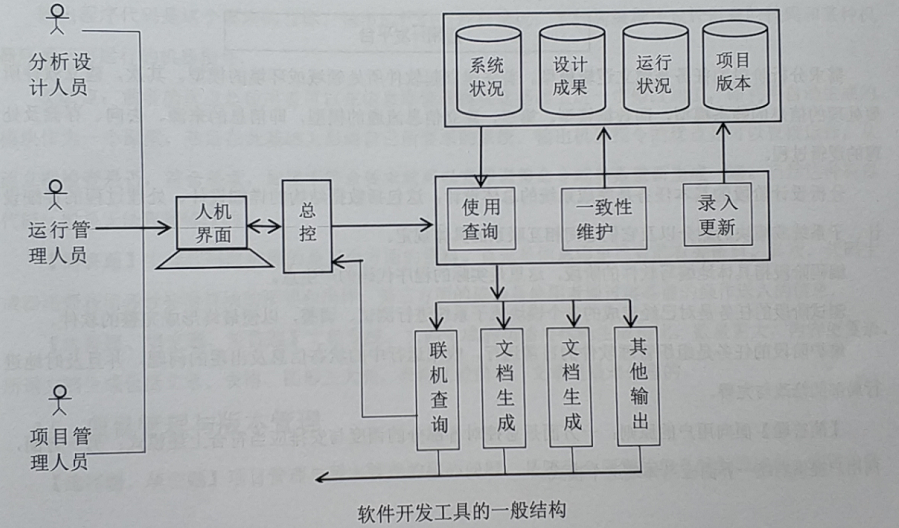 分析设
计人员
运行管
理人员
项目管
理人员
人机
界面
总
控
系统
状况
设计
成果
运行
状况
项目
版本
使用
查询
一致性
维护
录入
更新
联
机
查
询
文
档
生
成
文
档
生
成
其
他
输
出
软件开发工具的一般结构